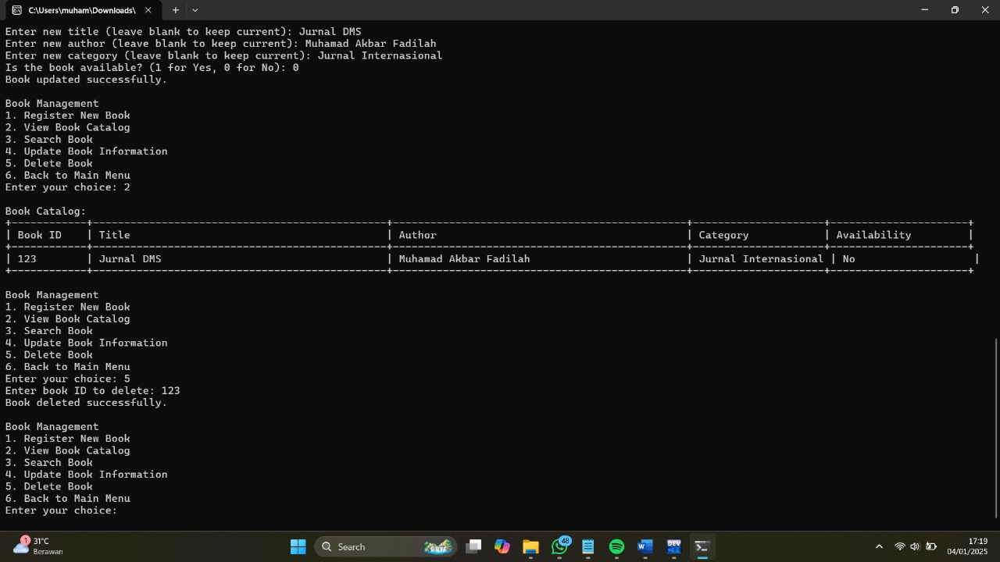 C:\Users\muham\Downloads\
Enter new title (leave blank to keep current): Jurnal DMS
Enter new author (leave blank to keep current): Muhamad Akbar Fadilah
Enter new category (leave blank to keep current): Jurnal Internasional
Is the book available? (1 for Yes, 0 for No): 0
Book updated successfully.
Book Management
1. Register New Book
2. View Book Catalog
3. Search Book
4. Update Book Information
5. Delete Book
6. Back to Main Menu
Enter your choice: 2
Book Catalog:
| Book ID | Title | Author | Category | Availability |
| 123 | Jurnal DMS | Muhamad Akbar Fadilah | Jurnal Internasional | No |
Book Management
1. Register New Book
2. View Book Catalog
3. Search Book
4. Update Book Information
5. Delete Book
6. Back to Main Menu
Enter your choice: 5
Enter book ID to delete: 123
Book deleted successfully.
Book Management
1. Register New Book
2. View Book Catalog
3. Search Book
4. Update Book Information
5. Delete Book
6. Back to Main Menu
Enter your choice:
1
31°C
Berawan
Search
48
W
DEV
17:19
04/01/2025